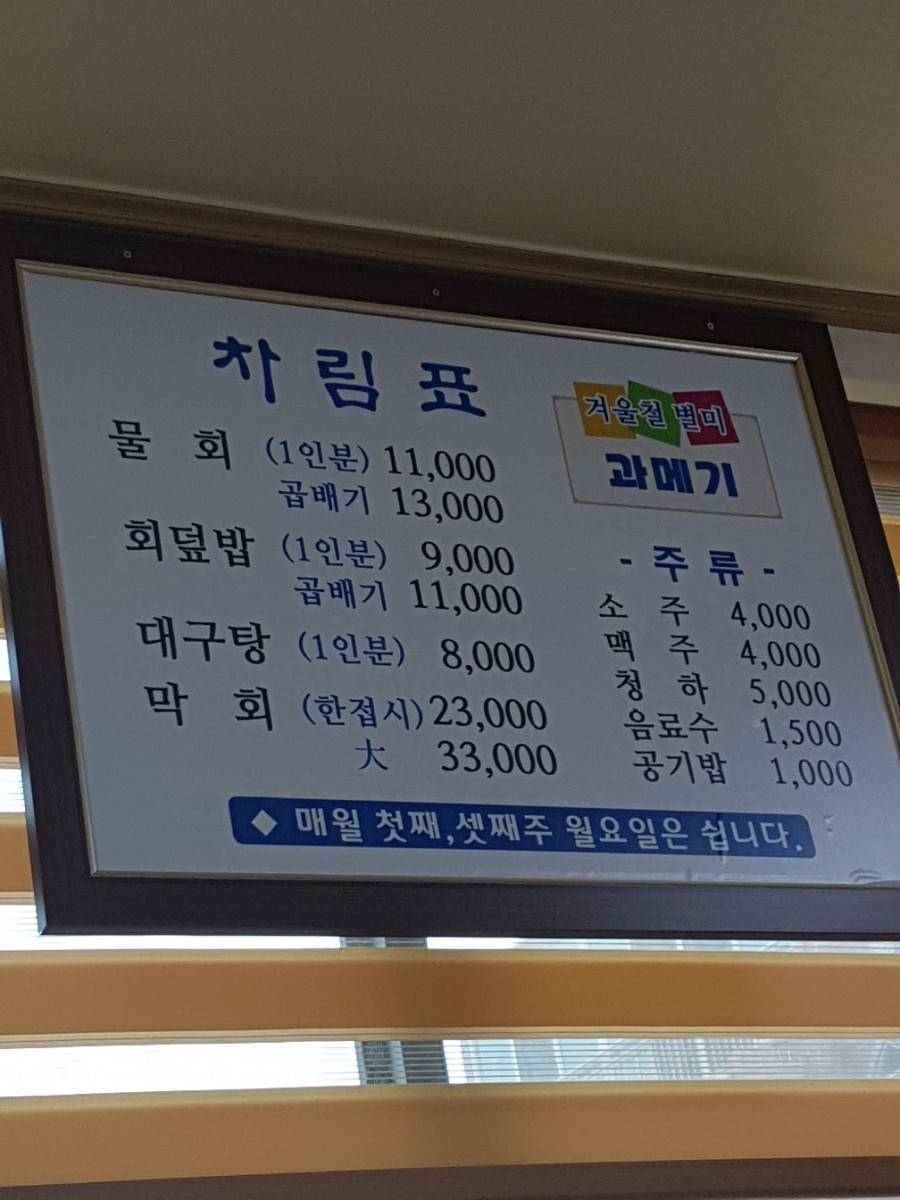 차림표
물 회 (1인분) 11,000
곱배기 13,000
회덮밥 (1인분) 9,000
곱배기 11,000
대구탕 (1인분) 8,000
막 회 (한접시) 23,000
大 33,000
겨울철 별미
과메기
- 주 류 -
소 주 4,000
맥 주 4,000
청 하 5,000
음료수 1,500
공기밥 1,000
◆ 매월 첫째,셋째주 월요일은 쉽니다.